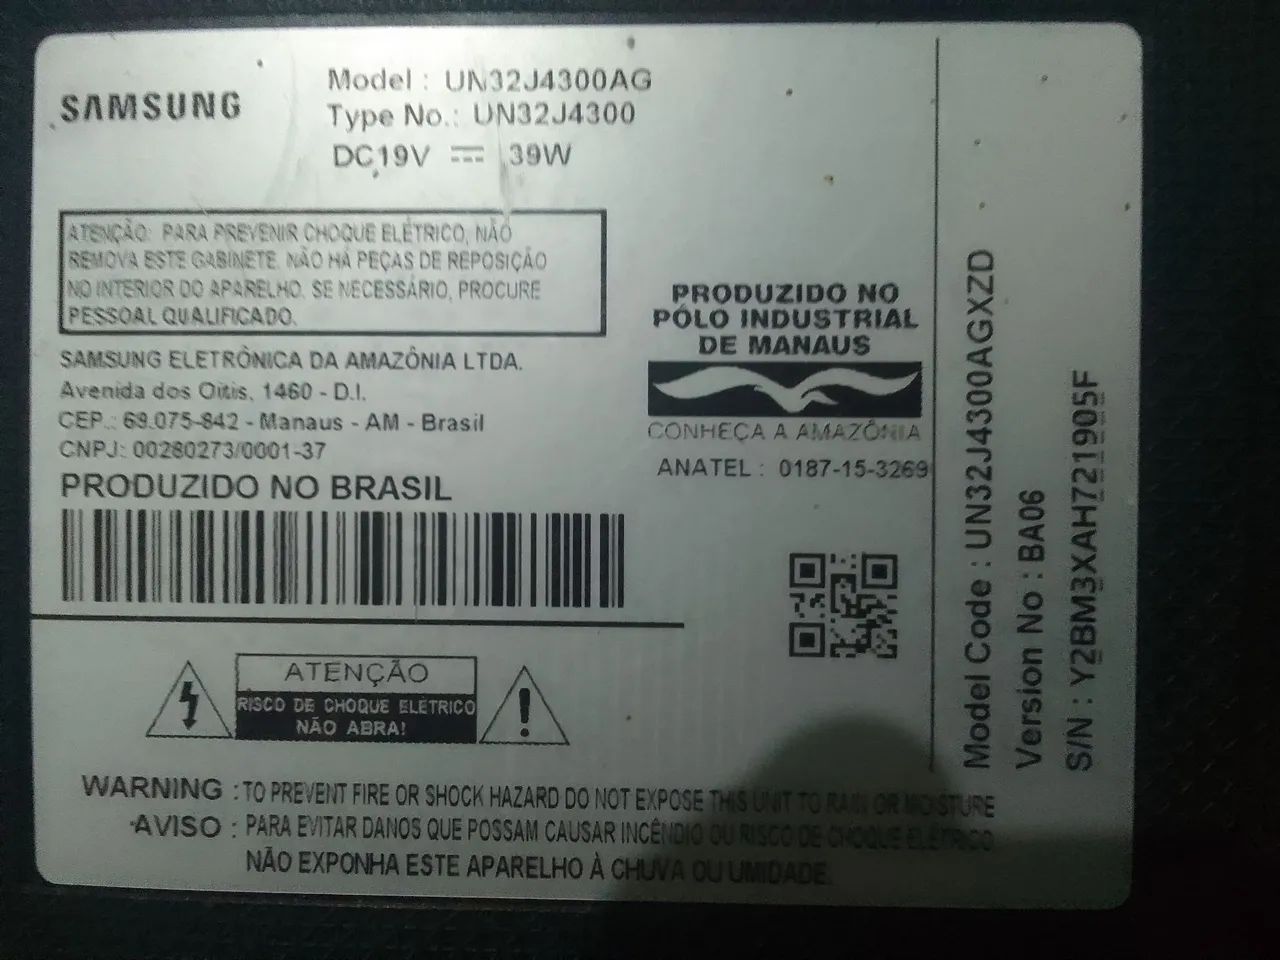 SAMSUNG
Model : UN32J4300AG
Type No.: UN32J4300
DC19V 39W
ATENÇÃO: PARA PREVENIR CHOQUE ELÉTRICO, NÃO
REMOVA ESTE GABINETE. NÃO HÁ PEÇAS DE REPOSIÇÃO
NO INTERIOR DO APARELHO. SE NECESSÁRIO, PROCURE
PESSOAL QUALIFICADO.
SAMSUNG ELETRÔNICA DA AMAZÔNIA LTDA.
Avenida dos Oitis, 1460 - D.I.
CEP.: 69.075-842 - Manaus - AM - Brasil
CNPJ: 00280273/0001-37
PRODUZIDO NO BRASIL
PRODUZIDO NO
PÓLO INDUSTRIAL
DE MANAUS
CONHEÇA A AMAZÔNIA
ANATEL : 0187-15-3269
ATENÇÃO
RISCO DE CHOQUE ELÉTRICO
NÃO ABRA!
WARNING : TO PREVENT FIRE OR SHOCK HAZARD DO NOT EXPOSE THIS UNIT TO RAIN OR MOISTURE
AVISO : PARA EVITAR DANOS QUE POSSAM CAUSAR INCÊNDIO OU RISCO DE CHOQUE ELÉTRICO
NÃO EXPONHA ESTE APARELHO À CHUVA OU UMIDADE.
Model Code : UN32J4300AGXZD
Version No : BA06
S/N : Y2BM3XAH721905F